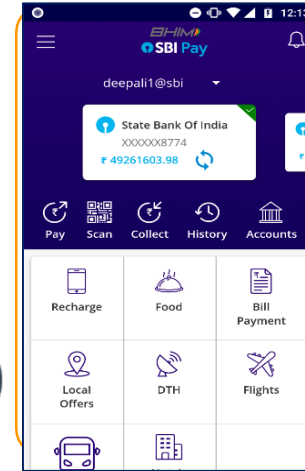 12:13
BHIM
SBI Pay
deepali1@sbi
State Bank Of India
XXXXXX8774
₹ 49261603.98
₹
Pay Scan Collect History Accounts
Recharge Food Bill
Payment
Local
Offers DTH Flights